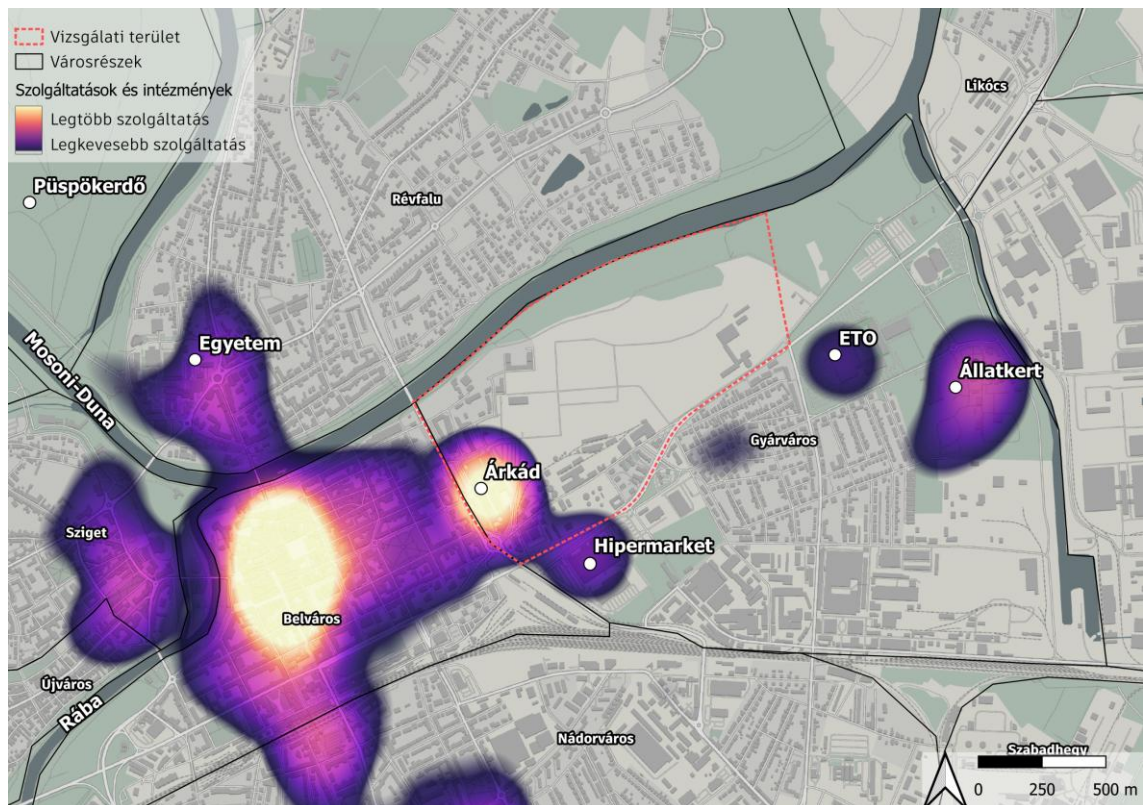 Vizsgálati terület
Városrészek
Szolgáltatások és intézmények
Legtöbb szolgáltatás
Legkevesebb szolgáltatás
Likócs
Püspökerdő
Révfalu
Egyetem
Mosoni-Duna
ETO
Állatkert
Gyárváros
Árkád
Sziget
Hipermarket
Belváros
Újváros
Rába
Nádorváros
Szabadhegy
0 250 500 m